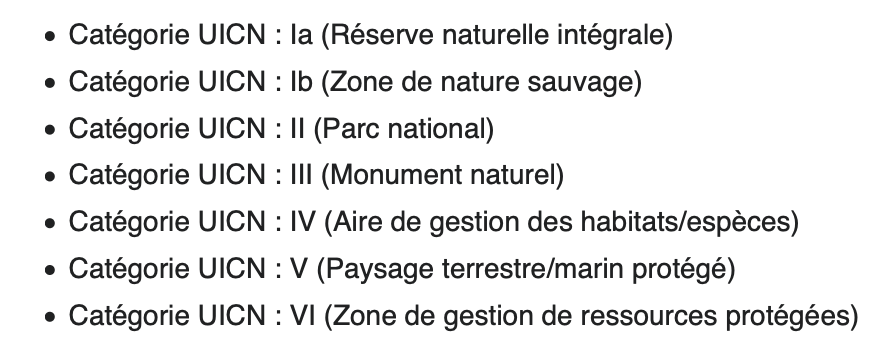 • Catégorie UICN : Ia (Réserve naturelle intégrale)
• Catégorie UICN : Ib (Zone de nature sauvage)
• Catégorie UICN : II (Parc national)
• Catégorie UICN : III (Monument naturel)
• Catégorie UICN : IV (Aire de gestion des habitats/espèces)
• Catégorie UICN : V (Paysage terrestre/marin protégé)
• Catégorie UICN : VI (Zone de gestion de ressources protégées)